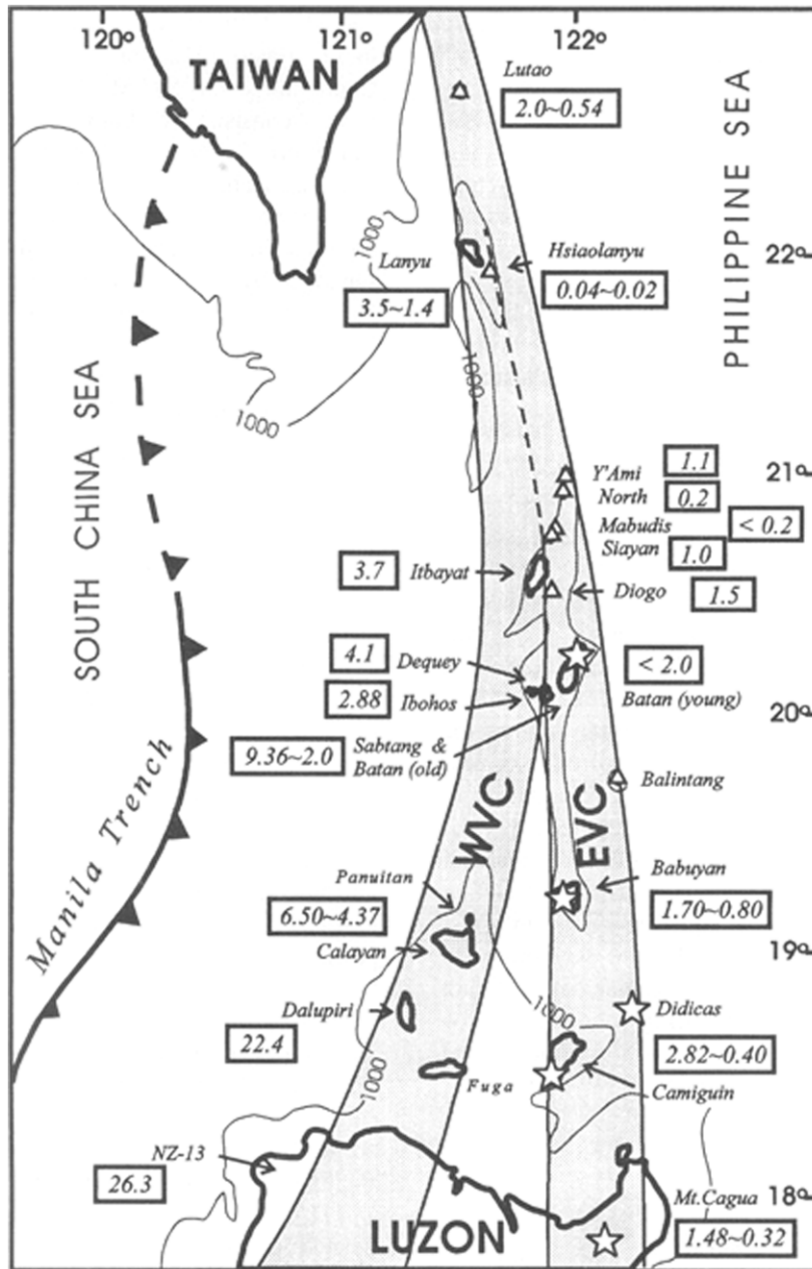 120° 121° 122°
TAIWAN
Lutao
2.0~0.54
PHILIPPINE SEA
1000
Lanyu
3.5~1.4
Hsiaolanyu
0.04~0.02
22°
1000
1000
SOUTH CHINA SEA
21°
Y'Ami 1.1
North 0.2
Mabudis < 0.2
Siayan 1.0
3.7 Itbayat
Diogo 1.5
4.1 Dequey
2.88 Ibohos
< 2.0
Batan (young)
20°
9.36~2.0 Sabtang &
Batan (old)
Balintang
Manila Trench
WVC
EVC
Panuitan
6.50~4.37
Calayan
Babuyan
1.70~0.80
19°
Dalupiri
22.4
1000
Didicas
2.82~0.40
Camiguin
Fuga
1000
NZ-13
26.3
18°
LUZON
Mt.Cagua
1.48~0.32